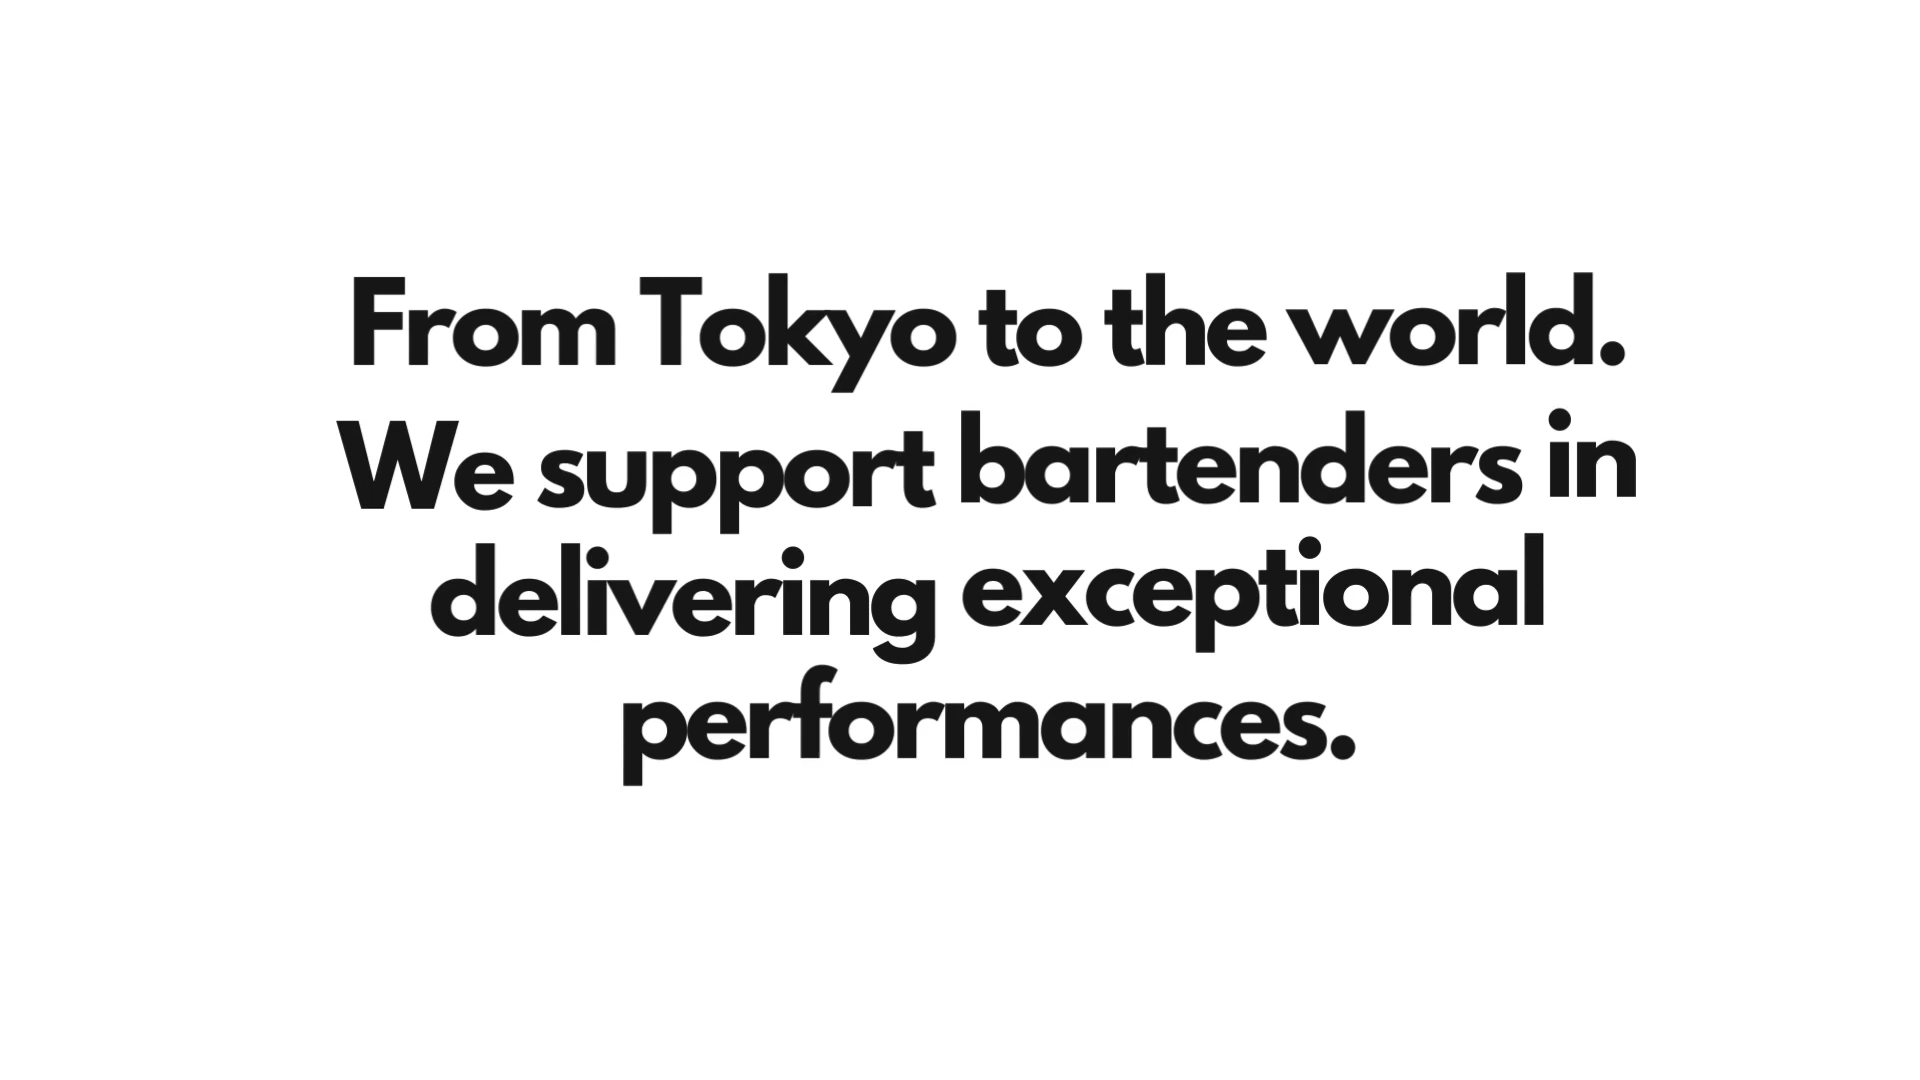 From Tokyo to the world.
We support bartenders in
delivering exceptional
performances.